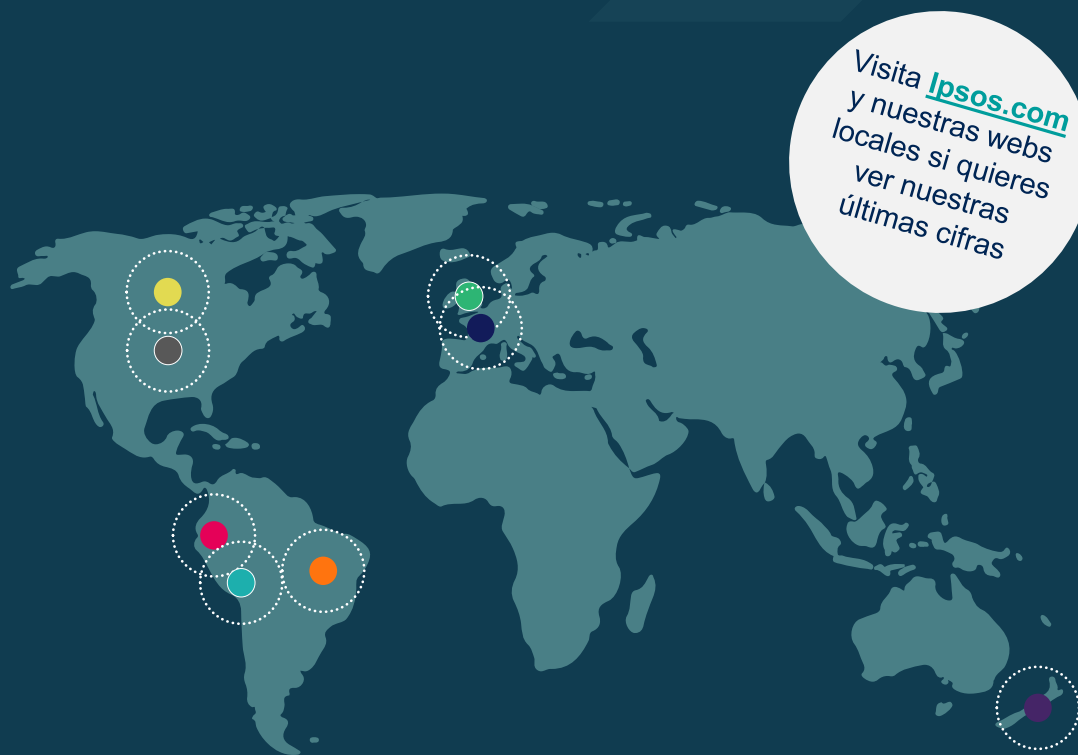 Visita Ipsos.com
y nuestras webs
locales si quieres
ver nuestras
últimas cifras